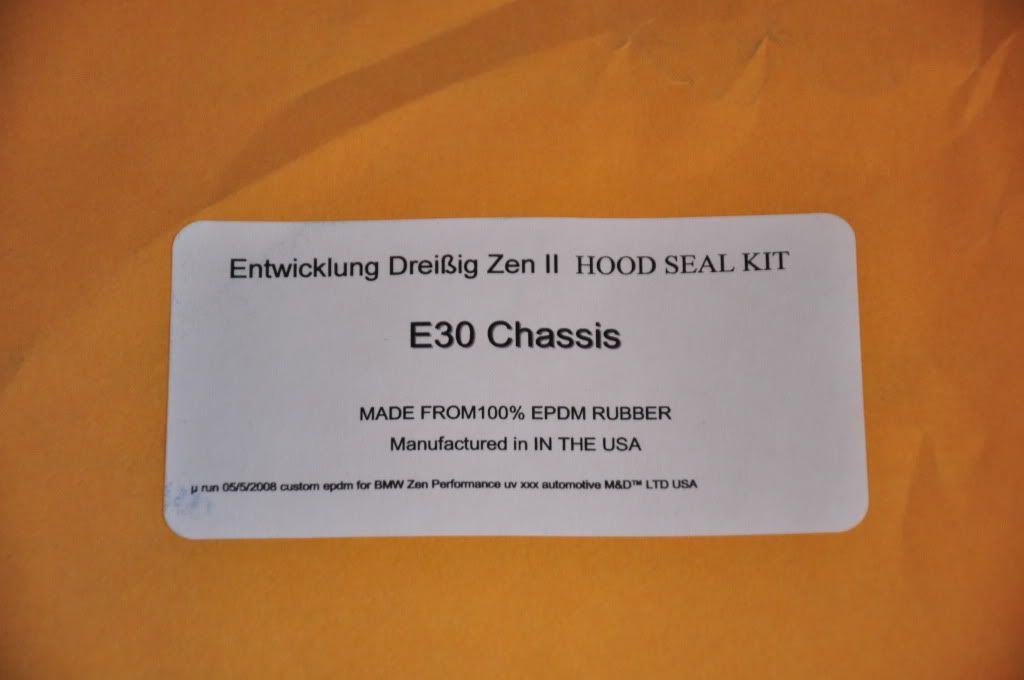 Entwicklung Dreißig Zen II HOOD SEAL KIT
E30 Chassis
MADE FROM100% EPDM RUBBER
Manufactured in IN THE USA
µ run 05/5/2008 custom epdm for BMW Zen Performance uv xxx automotive M&D™ LTD USA